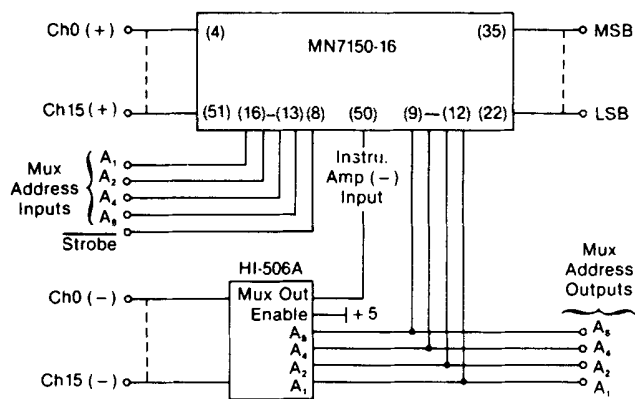 Ch0 (+)
(4)
(35)
MSB
MN7150-16
Ch15 (+)
(51)
(16)–(13)
(8)
(50)
(9)–(12)
(22)
LSB
Mux
Address
Inputs
A₁
A₂
A₄
A₈
Strobe
Instru.
Amp (−)
Input
HI-506A
Mux
Address
Outputs
Ch0 (−)
Mux Out
Enable
+ 5
A₈
A₄
A₂
A₁
Ch15 (−)
A₈
A₄
A₂
A₁